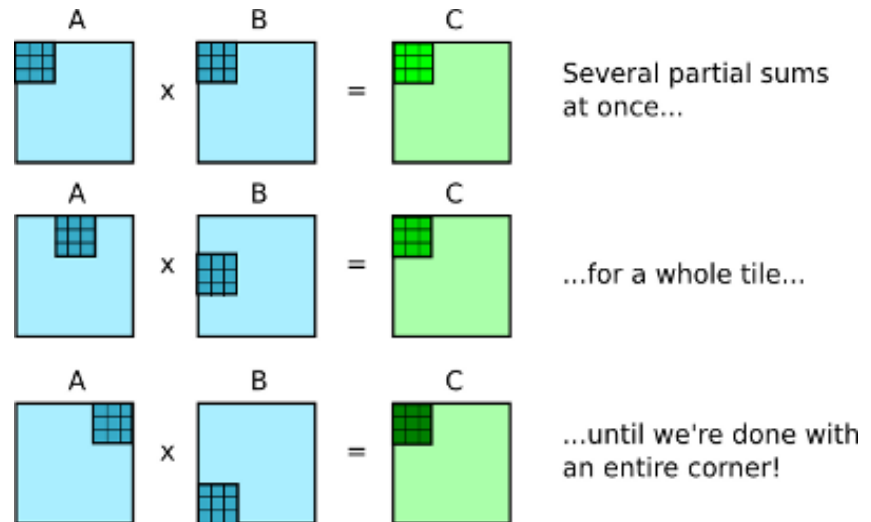 A B C
x =
Several partial sums
at once...
A B C
x =
...for a whole tile...
A B C
x =
...until we're done with
an entire corner!